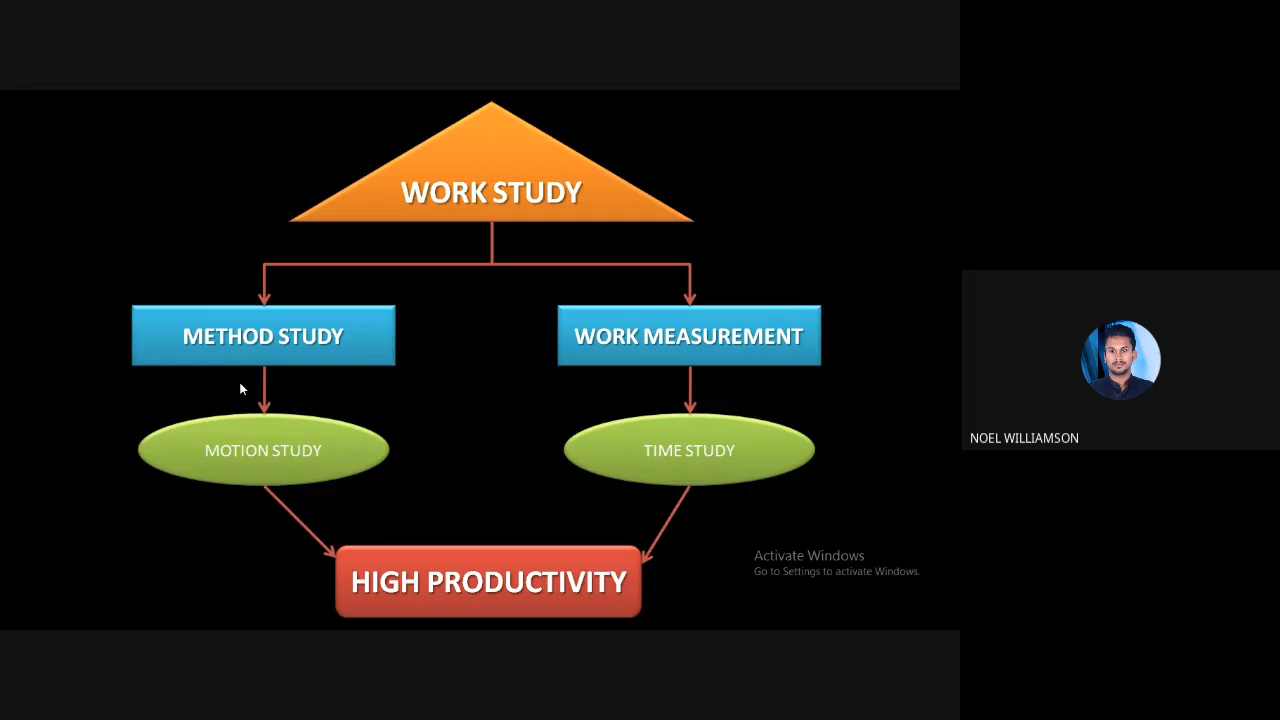 WORK STUDY
METHOD STUDY
WORK MEASUREMENT
MOTION STUDY
TIME STUDY
HIGH PRODUCTIVITY
Activate Windows
Go to Settings to activate Windows.
NOEL WILLIAMSON